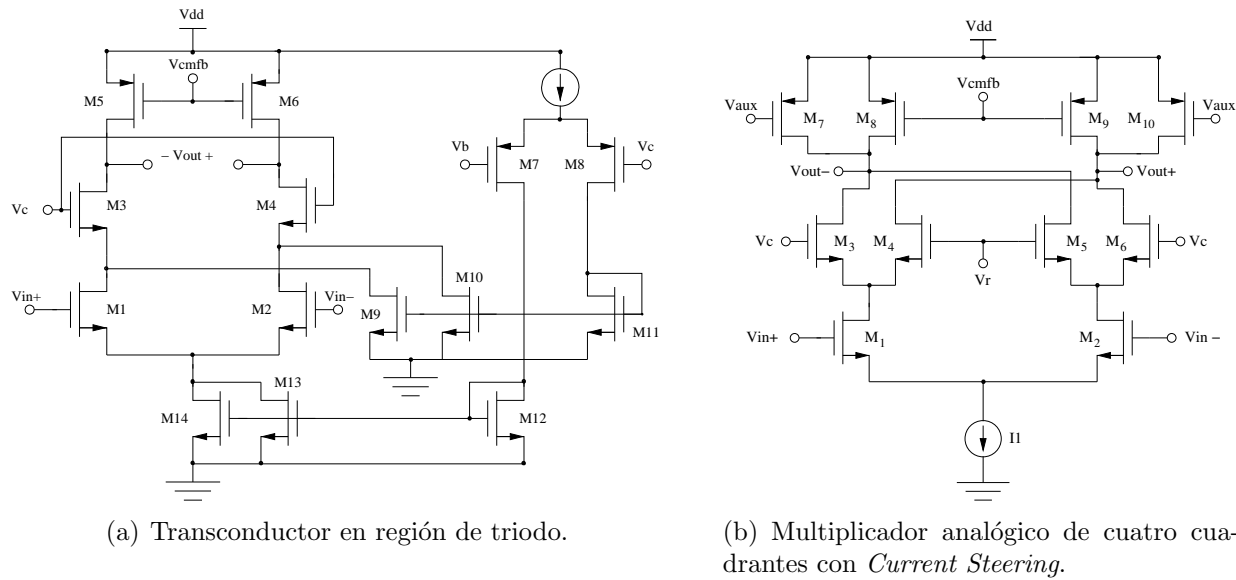 Vdd
Vcmfb
M5
M6
− Vout +
Vb
M7
M8
Vc
Vc
M3
M4
M10
Vin+
M1
M2
Vin−
M9
M11
M13
M14
M12
(a) Transconductor en región de triodo.
Vdd
Vaux
M7
M8
Vcmfb
M9
M10
Vaux
Vout−
Vout+
Vc
M3
M4
M5
M6
Vc
Vr
Vin+
M1
M2
Vin −
I1
(b) Multiplicador analógico de cuatro cua-
drantes con Current Steering.